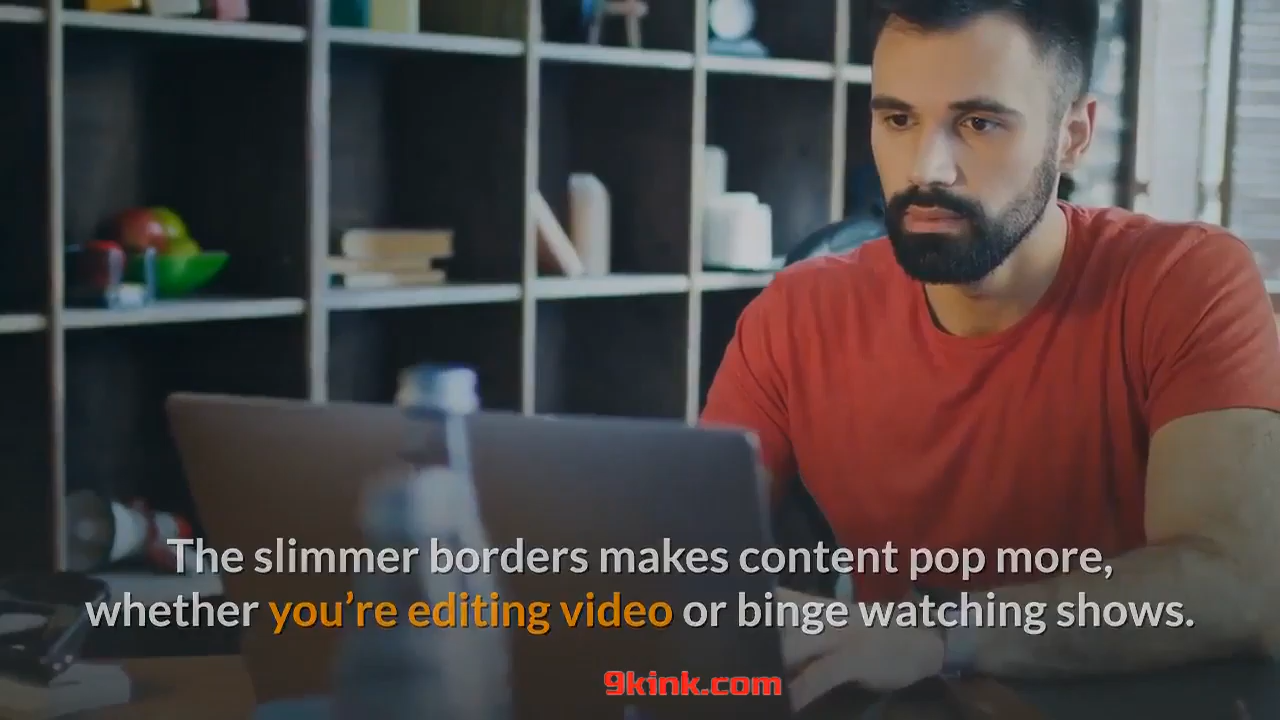 The slimmer borders makes content pop more,
whether you’re editing video or binge watching shows.
9kink.com